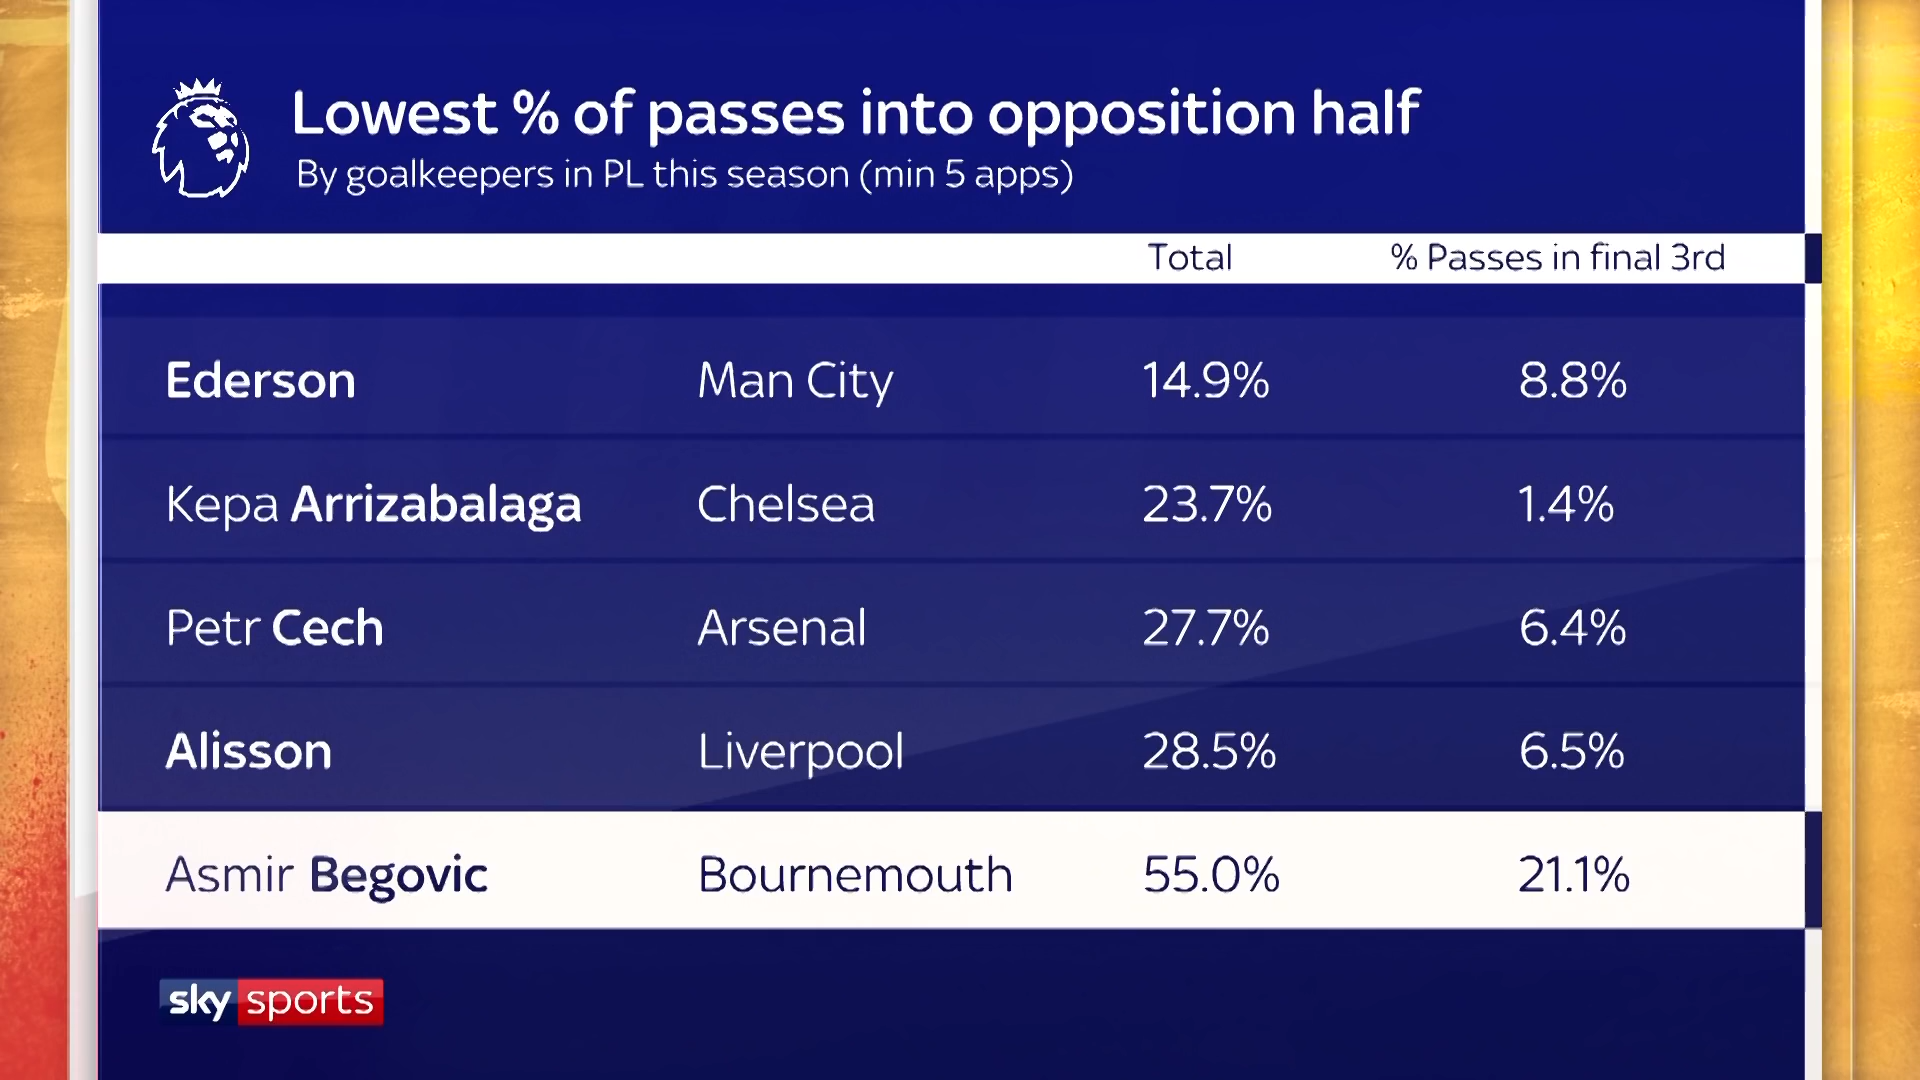 Lowest % of passes into opposition half
By goalkeepers in PL this season (min 5 apps)
Total % Passes in final 3rd
Ederson Man City 14.9% 8.8%
Kepa Arrizabalaga Chelsea 23.7% 1.4%
Petr Cech Arsenal 27.7% 6.4%
Alisson Liverpool 28.5% 6.5%
Asmir Begovic Bournemouth 55.0% 21.1%
sky sports